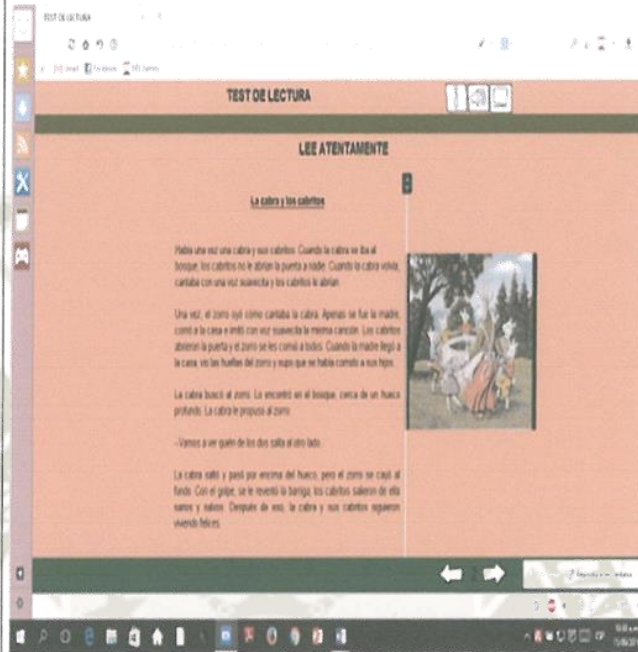 TEST DE LECTURA
Gmail Facebook
TEST DE LECTURA
LEE ATENTAMENTE
La cabra y los cabritos
Había una vez una cabra y sus cabritos. Cuando la cabra se iba al
bosque, los cabritos no le abrían la puerta a nadie. Cuando la cabra volvía,
cantaba con una voz suavecita y los cabritos le abrían.
Una vez, el zorro oyó cómo cantaba la cabra. Apenas se fue la madre,
corrió a la casa e imitó con voz suavecita la misma canción. Los cabritos
abrieron la puerta y el zorro se les comió a todos. Cuando la madre llegó a
la casa, vio las huellas del zorro y supo que se había comido a sus hijos.
La cabra buscó al zorro. Lo encontró en el bosque, cerca de un hueco
profundo. La cabra le propuso al zorro:
- Vamos a ver quién de los dos salta al otro lado.
La cabra saltó y pasó por encima del hueco, pero el zorro se cayó al
fondo. Con el golpe, se le reventó la barriga, los cabritos salieron de ella
sanos y salvos. Después de eso, la cabra y sus cabritos siguieron
viviendo felices.